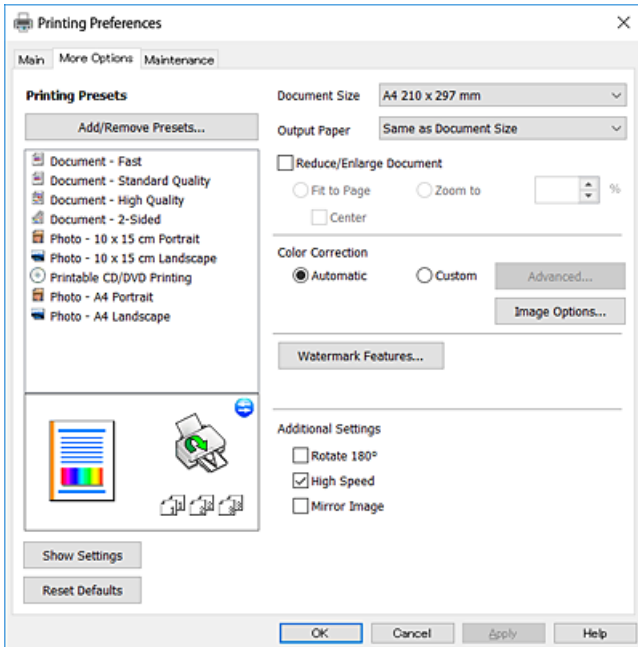 Printing Preferences
Main More Options Maintenance
Printing Presets
Add/Remove Presets...
Document - Fast
Document - Standard Quality
Document - High Quality
Document - 2-Sided
Photo - 10 x 15 cm Portrait
Photo - 10 x 15 cm Landscape
Printable CD/DVD Printing
Photo - A4 Portrait
Photo - A4 Landscape
Show Settings
Reset Defaults
Document Size A4 210 x 297 mm
Output Paper Same as Document Size
Reduce/Enlarge Document
Fit to Page Zoom to %
Center
Color Correction
Automatic Custom Advanced...
Image Options...
Watermark Features...
Additional Settings
Rotate 180°
High Speed
Mirror Image
OK Cancel Apply Help